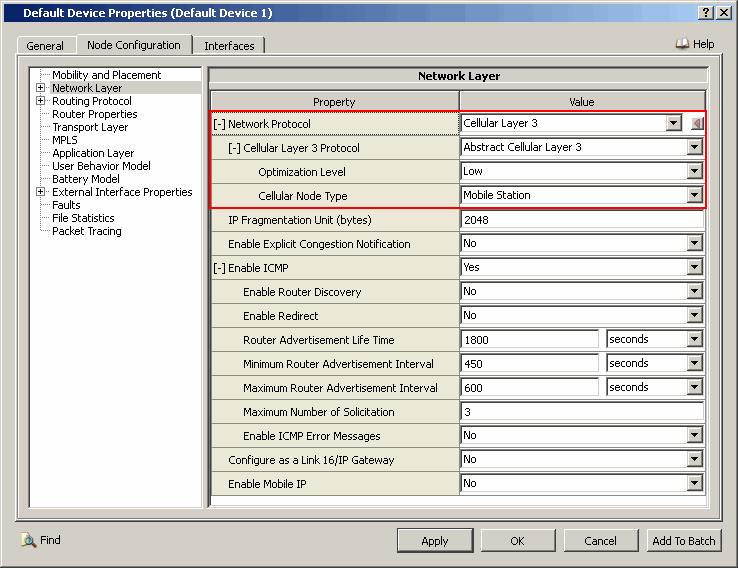 Default Device Properties (Default Device 1)
General Node Configuration Interfaces Help
Mobility and Placement
Network Layer
Routing Protocol
Router Properties
Transport Layer
MPLS
Application Layer
User Behavior Model
Battery Model
External Interface Properties
Faults
File Statistics
Packet Tracing
Network Layer
Property Value
[-] Network Protocol Cellular Layer 3
[-] Cellular Layer 3 Protocol Abstract Cellular Layer 3
Optimization Level Low
Cellular Node Type Mobile Station
IP Fragmentation Unit (bytes) 2048
Enable Explicit Congestion Notification No
[-] Enable ICMP Yes
Enable Router Discovery No
Enable Redirect No
Router Advertisement Life Time 1800 seconds
Minimum Router Advertisement Interval 450 seconds
Maximum Router Advertisement Interval 600 seconds
Maximum Number of Solicitation 3
Enable ICMP Error Messages No
Configure as a Link 16/IP Gateway No
Enable Mobile IP No
Find Apply OK Cancel Add To Batch